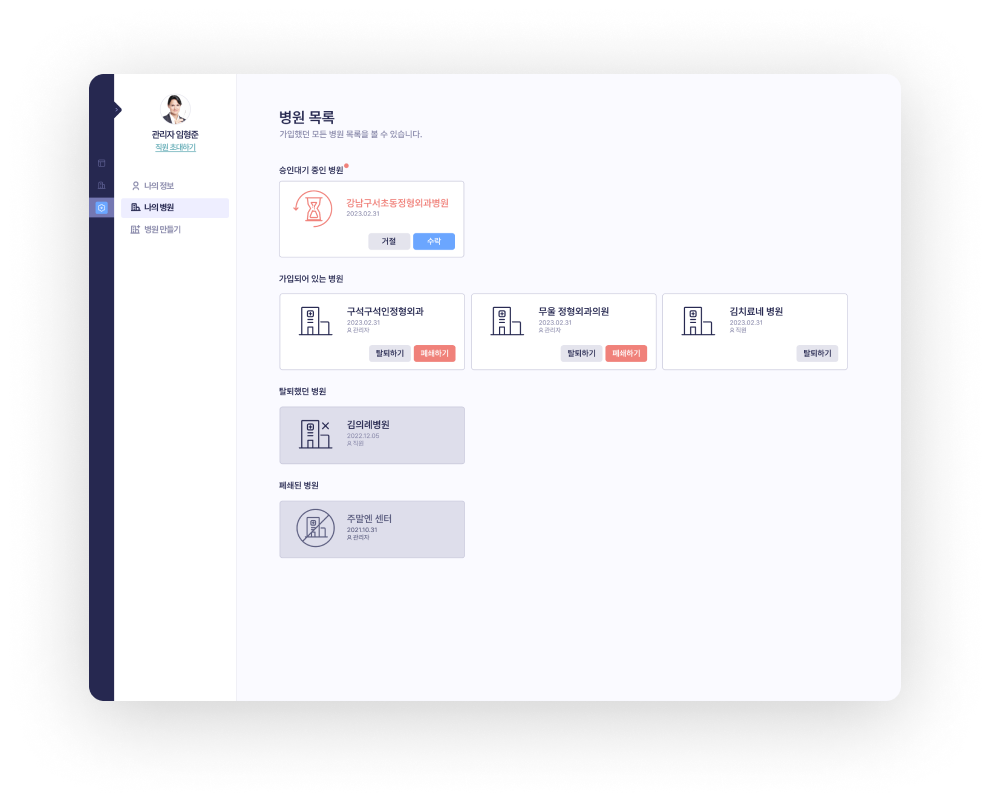 관리자 임형준
직원 초대하기
나의 정보
나의 병원
병원 만들기
병원 목록
가입했던 모든 병원 목록을 볼 수 있습니다.
승인대기 중인 병원
강남구서초동정형외과병원
2023.02.31
거절
수락
가입되어 있는 병원
구석구석인정형외과
2023.02.31
관리자
탈퇴하기
폐쇄하기
무울 정형외과의원
2023.02.31
관리자
탈퇴하기
폐쇄하기
김치료네 병원
2023.02.31
직원
탈퇴하기
탈퇴했던 병원
김의례병원
2022.12.05
직원
폐쇄된 병원
주말엔 센터
2021.10.31
관리자